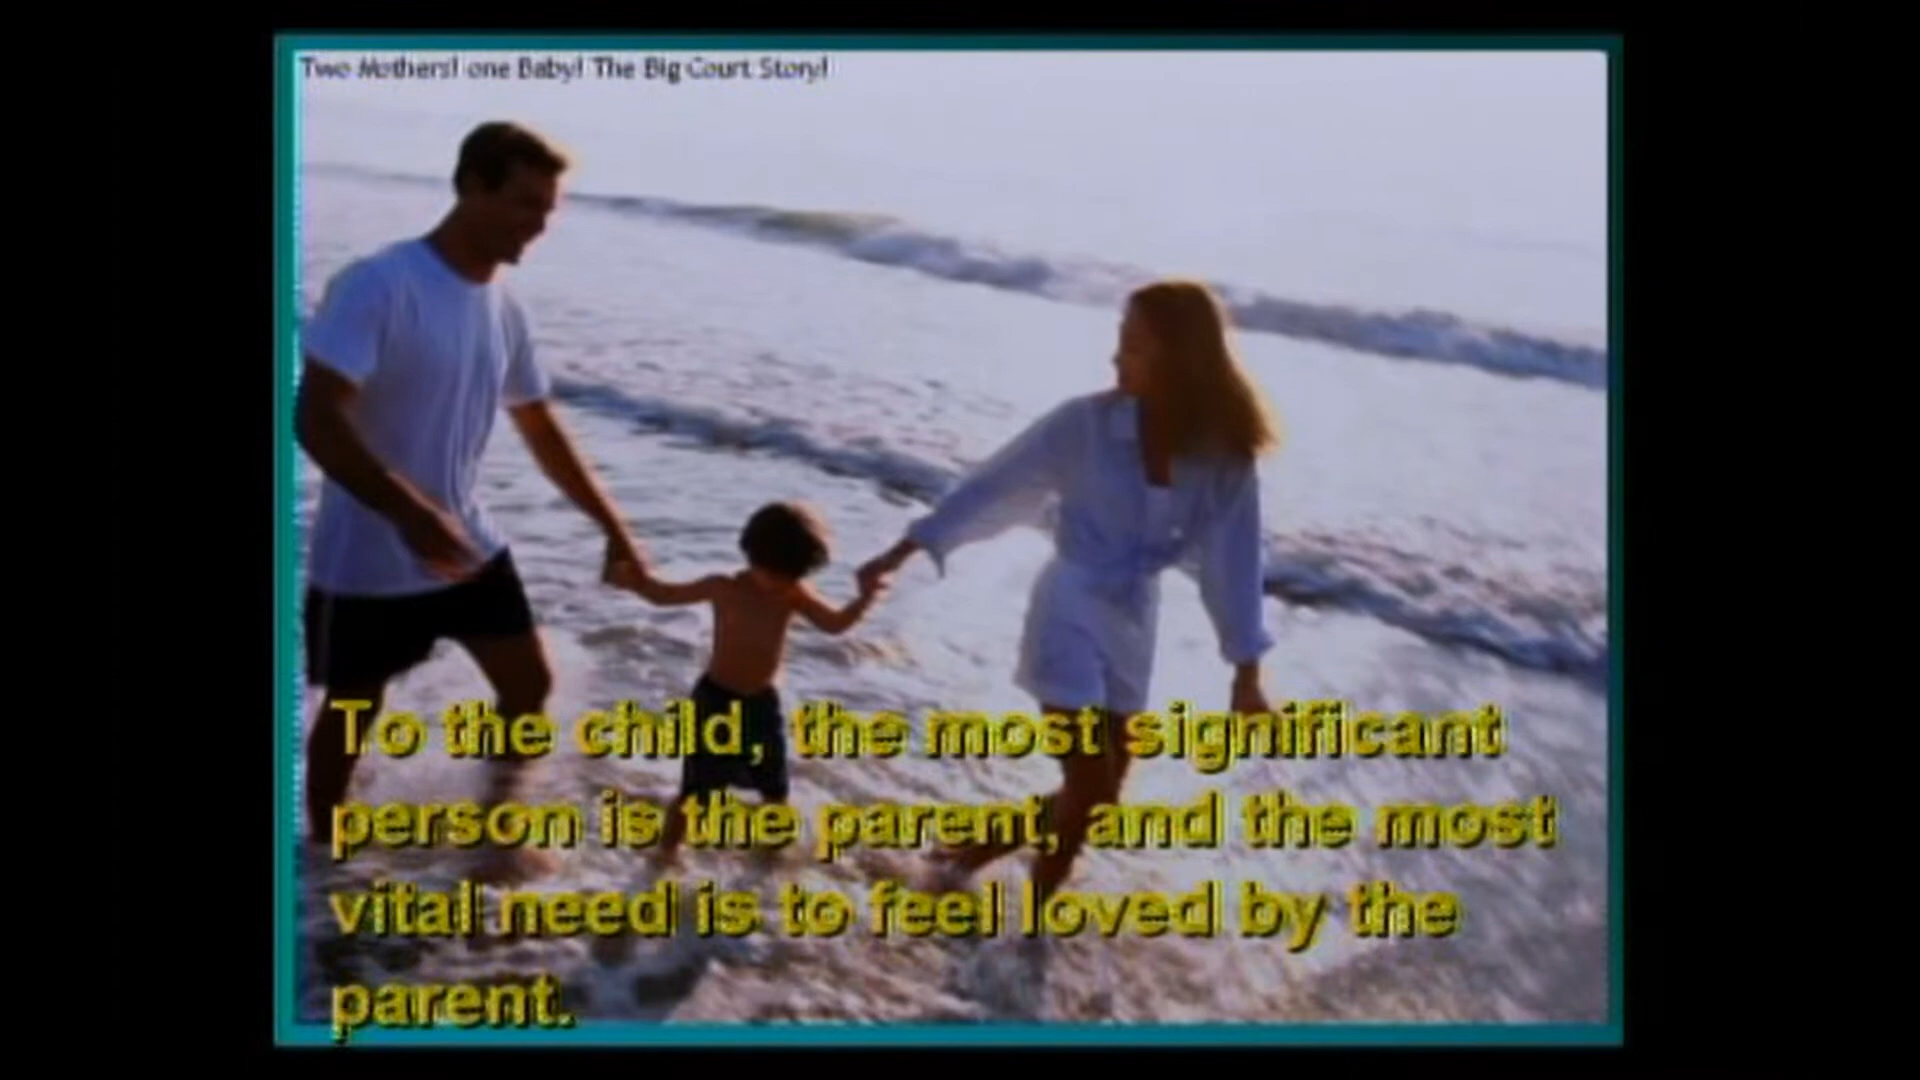 Two Mothers! one Baby! The Big Court Story!
To the child, the most significant
person is the parent, and the most
vital need is to feel loved by the
parent.